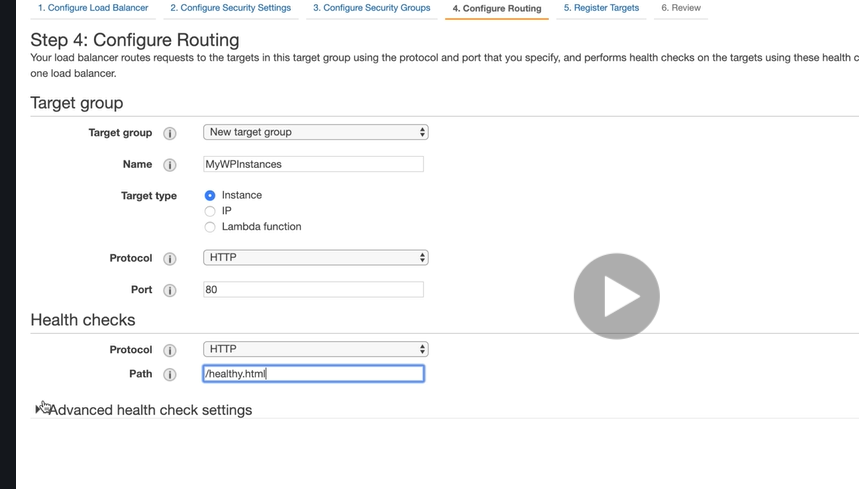 1. Configure Load Balancer 2. Configure Security Settings 3. Configure Security Groups 4. Configure Routing 5. Register Targets 6. Review
Step 4: Configure Routing
Your load balancer routes requests to the targets in this target group using the protocol and port that you specify, and performs health checks on the targets using these health c
one load balancer.
Target group
Target group i New target group
Name i MyWPInstances
Target type Instance
IP
Lambda function
Protocol i HTTP
Port i 80
Health checks
Protocol i HTTP
Path i /healthy.html
Advanced health check settings